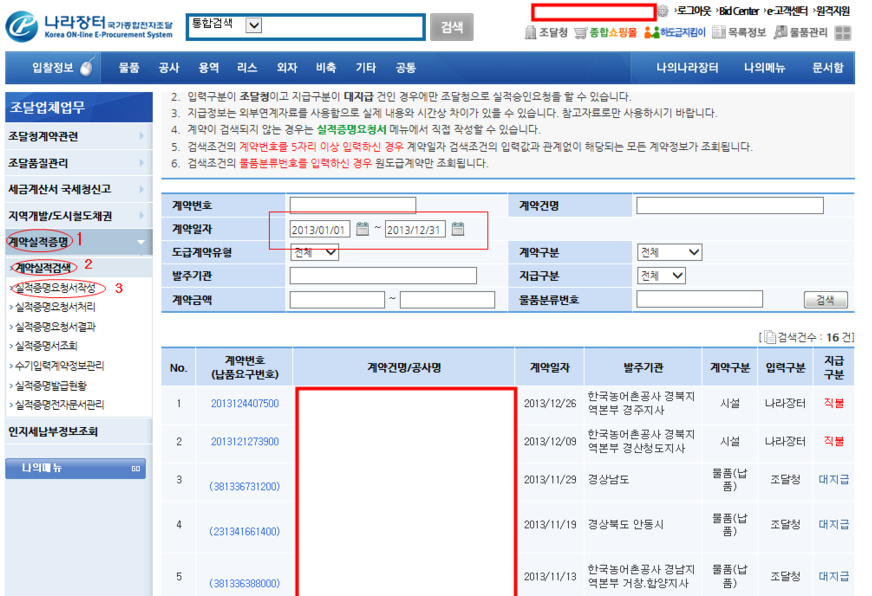 나라장터 국가종합전자조달
Korea ON-line E-Procurement System
통합검색
검색
로그아웃 Bid Center e-고객센터 원격지원
조달청 종합쇼핑몰 하도급지킴이 목록정보 물품관리
입찰정보 물품 공사 용역 리스 외자 비축 기타 공통 나의나라장터 나의메뉴 문서함
조달업체업무
조달청계약관련
조달품질관리
세금계산서 국세청신고
지역개발/도시철도채권
계약실적증명 1
계약실적검색 2
실적증명요청서작성 3
실적증명요청서처리
실적증명요청서결과
실적증명서조회
수기입력계약정보관리
실적증명발급현황
실적증명전자문서관리
인지세납부정보조회
나의메뉴
2. 입력구분이 조달청이고 지급구분이 대지급 건인 경우에만 조달청으로 실적승인요청을 할 수 있습니다.
3. 지급정보는 외부연계자료를 사용함으로 실제 내용와 시간상 차이가 있을 수 있습니다. 참고자료로만 사용하시기 바랍니다.
4. 계약이 검색되지 않는 경우는 실적증명요청서 메뉴에서 직접 작성할 수 있습니다.
5. 검색조건의 계약번호를 5자리 이상 입력하신 경우 계약일자 검색조건의 입력값과 관계없이 해당되는 모든 계약정보가 조회됩니다.
6. 검색조건에 물품분류번호를 입력하신 경우 원도급계약만 조회됩니다.
계약번호 계약건명
계약일자 2013/01/01 ~ 2013/12/31
도급계약유형 전체 계약구분 전체
발주기관 지급구분 전체
계약금액 ~ 물품분류번호 검색
[검색건수 : 16 건]
No. 계약번호 (납품요구번호) 계약건명/공사명 계약일자 발주기관 계약구분 입력구분 지급구분
1 2013124407500 2013/12/26 한국농어촌공사 경북지역본부 경주지사 시설 나라장터 직불
2 2013121273900 2013/12/09 한국농어촌공사 경북지역본부 경산청도지사 시설 나라장터 직불
3 (381336731200) 2013/11/29 경상남도 물품(납품) 조달청 대지급
4 (231341661400) 2013/11/19 경상북도 안동시 물품(납품) 조달청 대지급
5 (381336388000) 2013/11/13 한국농어촌공사 경남지역본부 거창.함양지사 물품(납품) 조달청 대지급